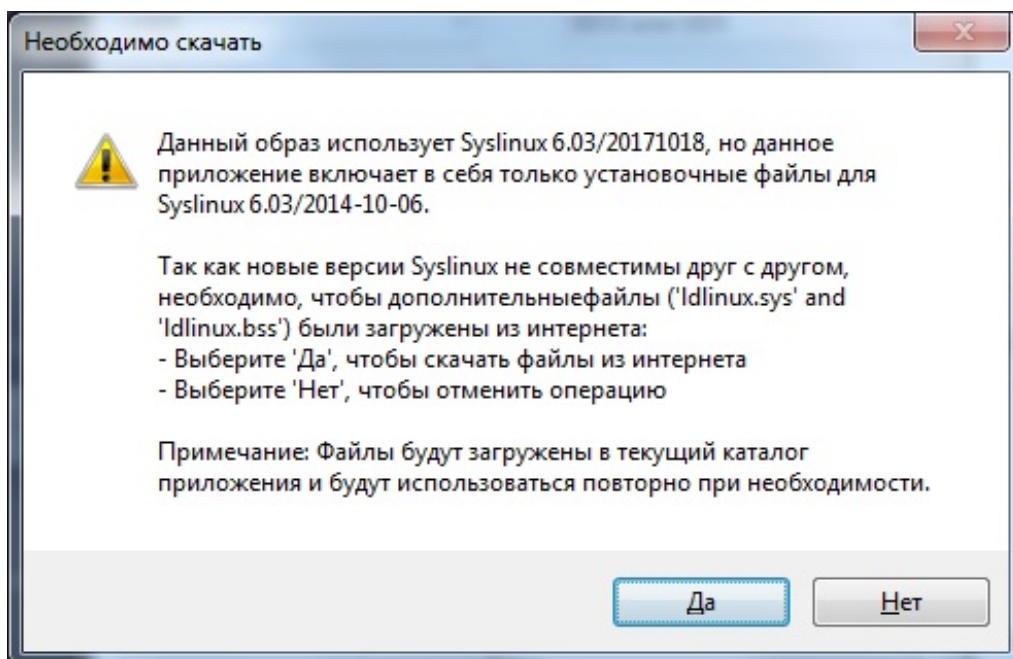 Необходимо скачать
Данный образ использует Syslinux 6.03/20171018, но данное
приложение включает в себя только установочные файлы для
Syslinux 6.03/2014-10-06.
Так как новые версии Syslinux не совместимы друг с другом,
необходимо, чтобы дополнительныефайлы ('ldlinux.sys' and
'ldlinux.bss') были загружены из интернета:
- Выберите 'Да', чтобы скачать файлы из интернета
- Выберите 'Нет', чтобы отменить операцию
Примечание: Файлы будут загружены в текущий каталог
приложения и будут использоваться повторно при необходимости.
Да
Нет